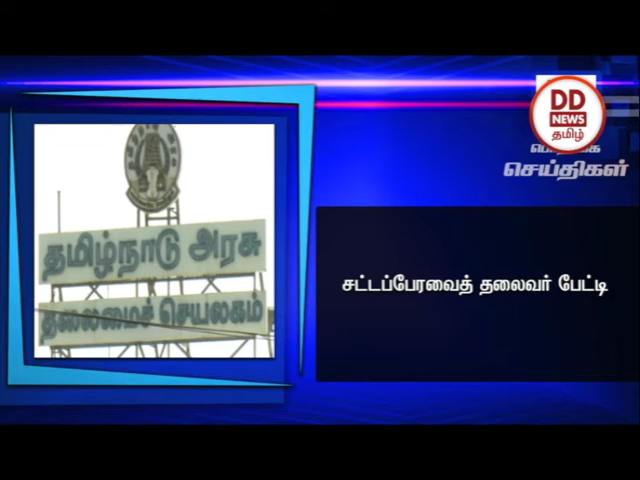 DD
NEWS
தமிழ்
செய்திகள்
தமிழ்நாடு அரசு
தலைமைச் செயலகம்
சட்டப்பேரவைத் தலைவர் பேட்டி